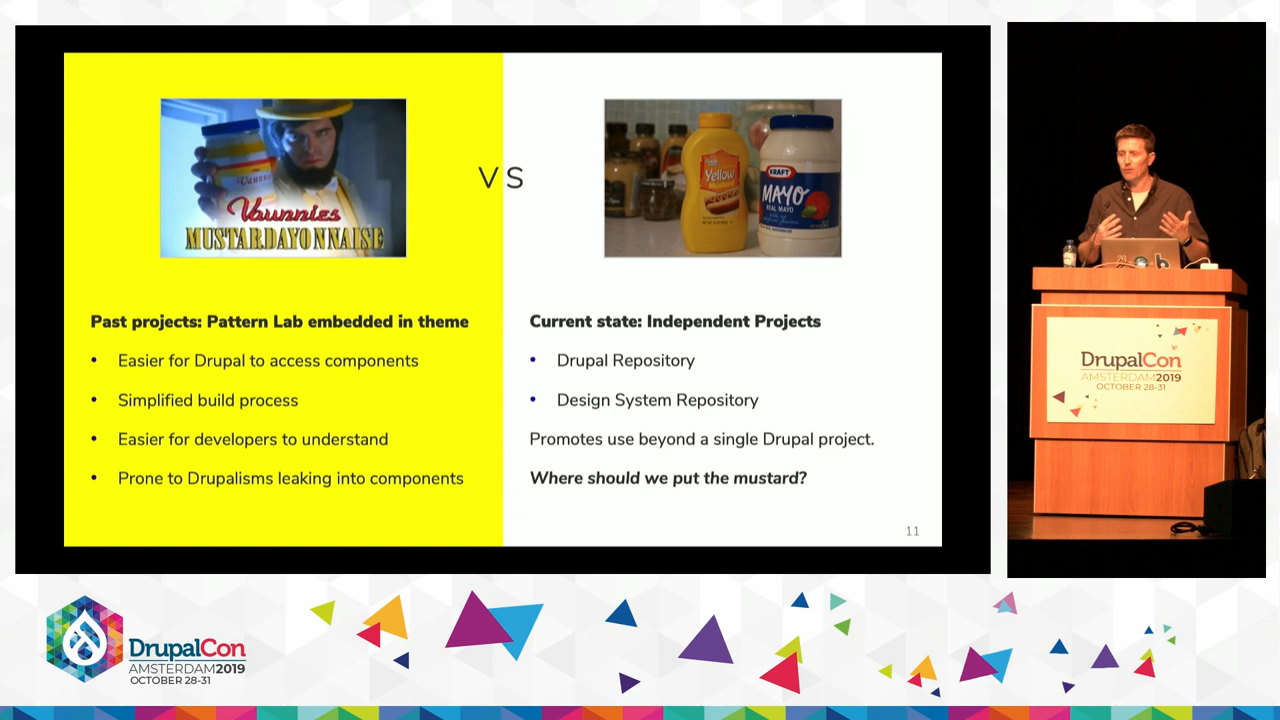 Vaunnies
MUSTARDAYONNAISE
VS
Yellow
Mustard
KRAFT
MAYO
REAL MAYO
Past projects: Pattern Lab embedded in theme
• Easier for Drupal to access components
• Simplified build process
• Easier for developers to understand
• Prone to Drupalisms leaking into components
Current state: Independent Projects
• Drupal Repository
• Design System Repository
Promotes use beyond a single Drupal project.
Where should we put the mustard?
11
DrupalCon
AMSTERDAM2019
OCTOBER 28-31
DrupalCon
AMSTERDAM2019
OCTOBER 28-31